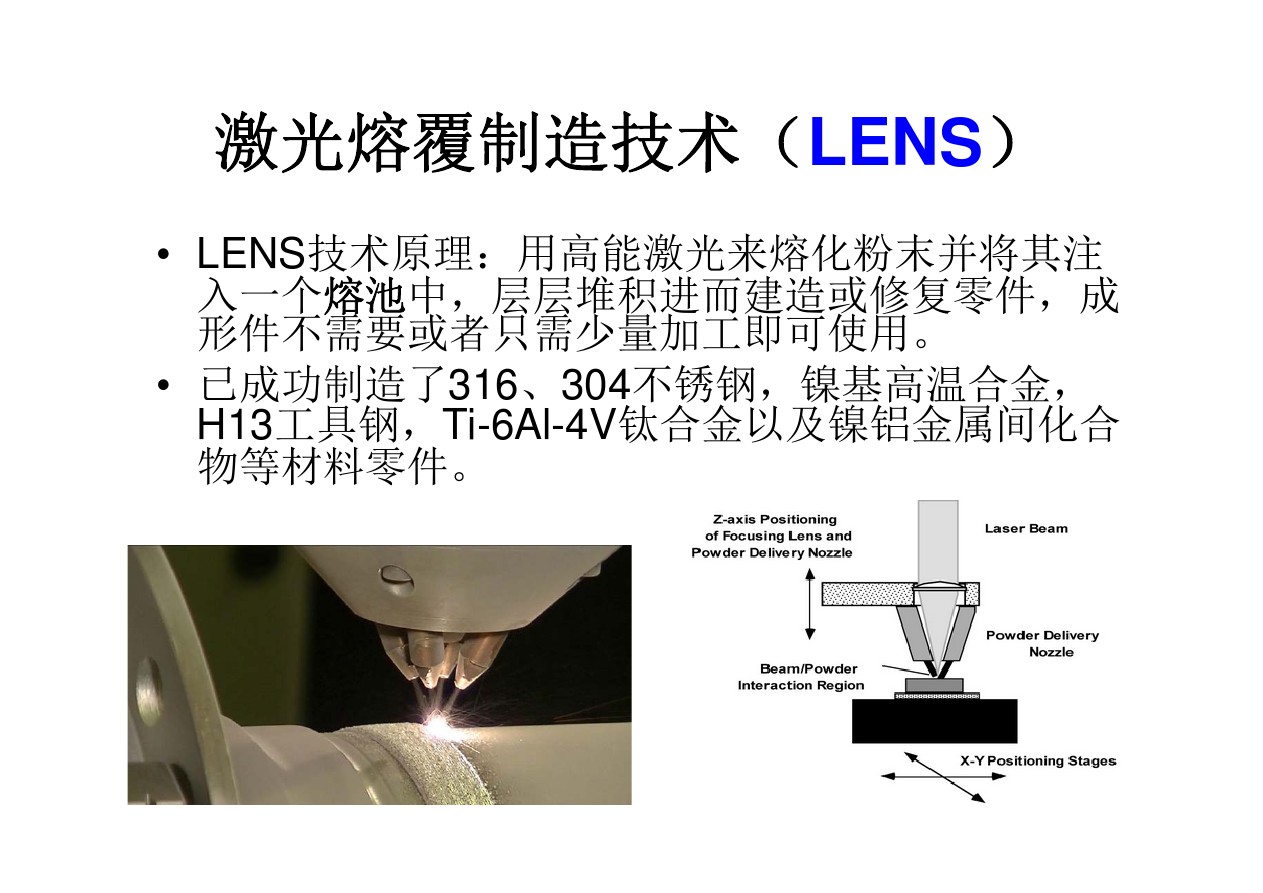 激光熔覆制造技术（LENS）
• LENS技术原理：用高能激光来熔化粉末并将其注
入一个熔池中，层层堆积进而建造或修复零件，成
形件不需要或者只需少量加工即可使用。
• 已成功制造了316、304不锈钢，镍基高温合金，
H13工具钢，Ti-6Al-4V钛合金以及镍铝金属间化合
物等材料零件。
Z-axis Positioning
of Focusing Lens and
Powder Delivery Nozzle
Laser Beam
Powder Delivery
Nozzle
Beam/Powder
Interaction Region
X-Y Positioning Stages